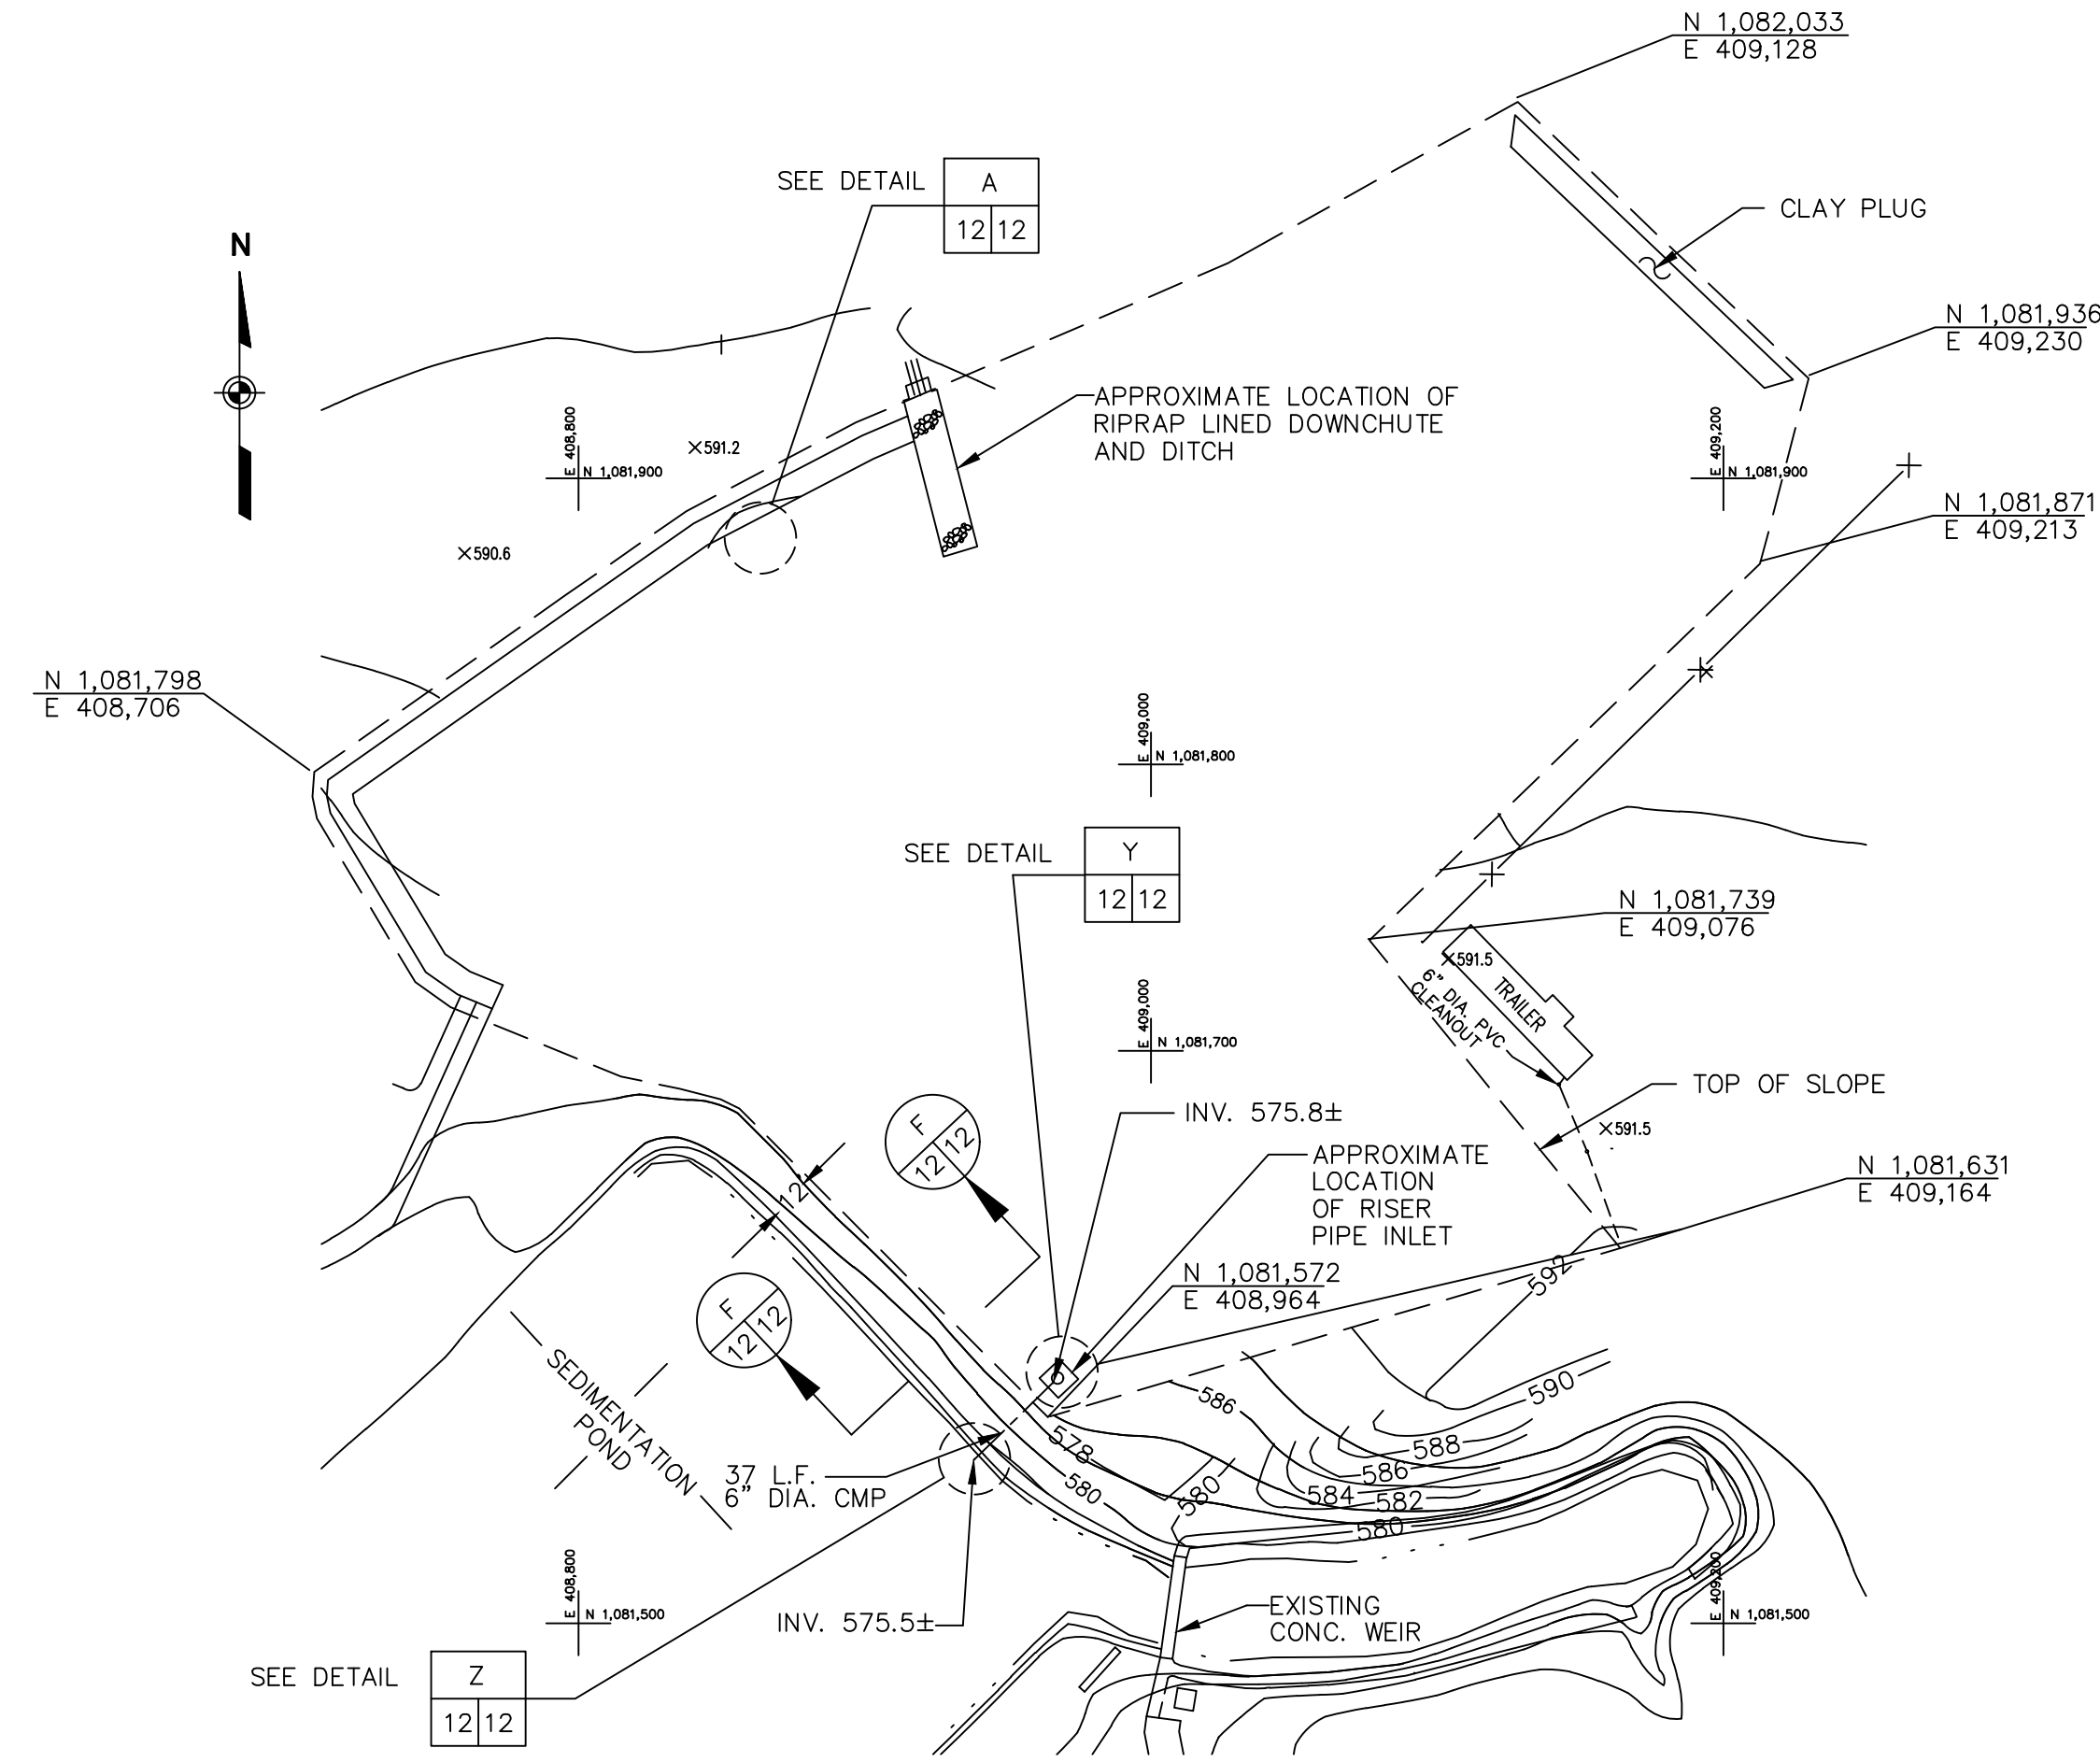 N 1,082,033
E 409,128
SEE DETAIL
A
12 12
CLAY PLUG
N
N 1,081,936
E 409,230
APPROXIMATE LOCATION OF
RIPRAP LINED DOWNCHUTE
AND DITCH
E 408,800
N 1,081,900
×591.2
E 409,200
N 1,081,900
N 1,081,871
E 409,213
×590.6
N 1,081,798
E 408,706
E 409,000
N 1,081,800
SEE DETAIL
Y
12 12
N 1,081,739
E 409,076
×591.5
6" DIA. PVC
CLEANOUT
TRAILER
E 409,000
N 1,081,700
TOP OF SLOPE
INV. 575.8±
×591.5
F
12 12
APPROXIMATE
LOCATION
OF RISER
PIPE INLET
N 1,081,631
E 409,164
12'
N 1,081,572
E 408,964
592
F
12 12
SEDIMENTATION
POND
586
590
578
588
586
580
580
584
582
580
37 L.F.
6" DIA. CMP
E 408,800
N 1,081,500
INV. 575.5±
EXISTING
CONC. WEIR
E 409,200
N 1,081,500
SEE DETAIL
Z
12 12